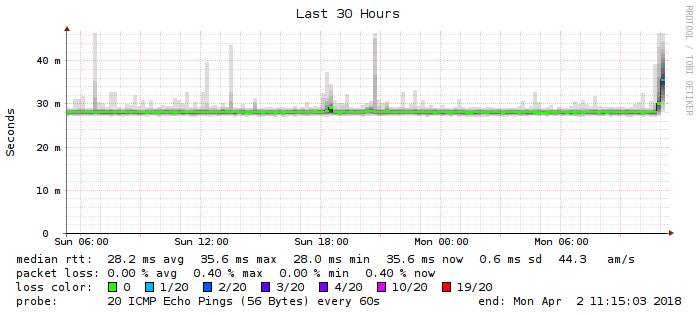 Last 30 Hours
RRDTOOL / TOBI OETIKER
Seconds
40 m
30 m
20 m
10 m
0
Sun 06:00 Sun 12:00 Sun 18:00 Mon 00:00 Mon 06:00
median rtt: 28.2 ms avg 35.6 ms max 28.0 ms min 35.6 ms now 0.6 ms sd 44.3 am/s
packet loss: 0.00 % avg 0.40 % max 0.00 % min 0.40 % now
loss color: 0 1/20 2/20 3/20 4/20 10/20 19/20
probe: 20 ICMP Echo Pings (56 Bytes) every 60s end: Mon Apr 2 11:15:03 2018